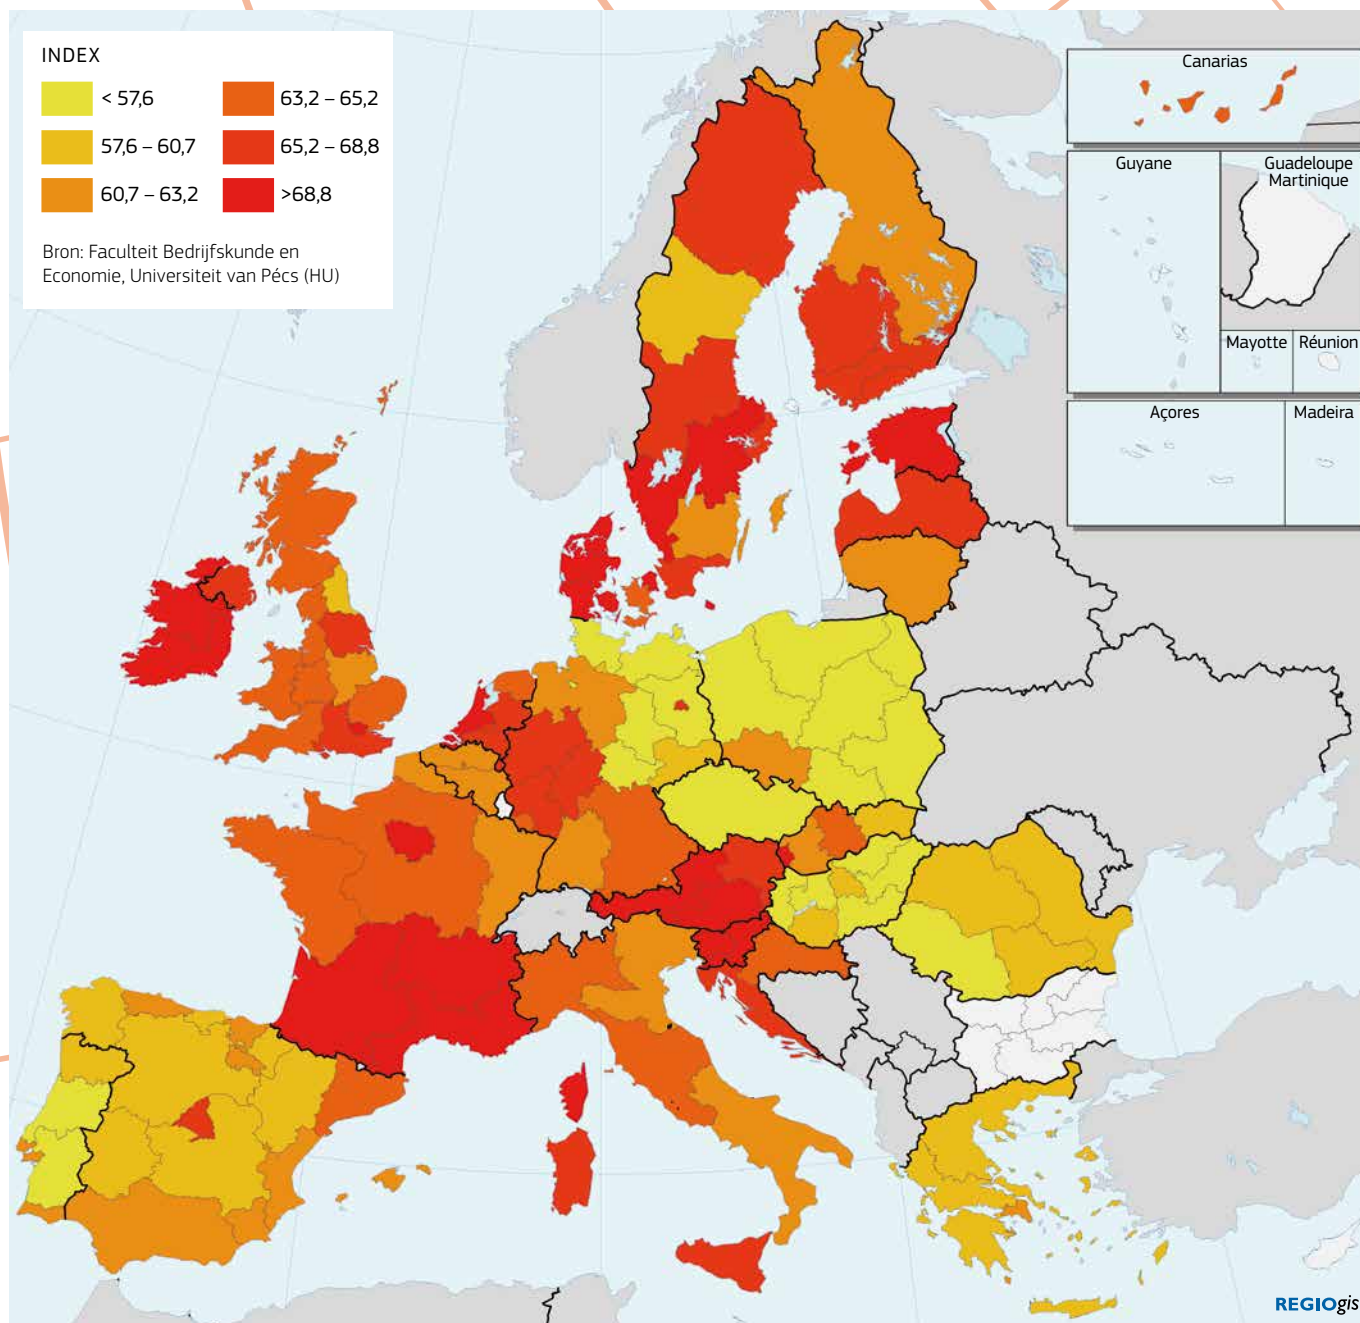 INDEX
< 57,6
63,2 – 65,2
57,6 – 60,7
65,2 – 68,8
60,7 – 63,2
>68,8
Bron: Faculteit Bedrijfskunde en
Economie, Universiteit van Pécs (HU)
Canarias
Guyane
Guadeloupe
Martinique
Mayotte
Réunion
Açores
Madeira
REGIOgis